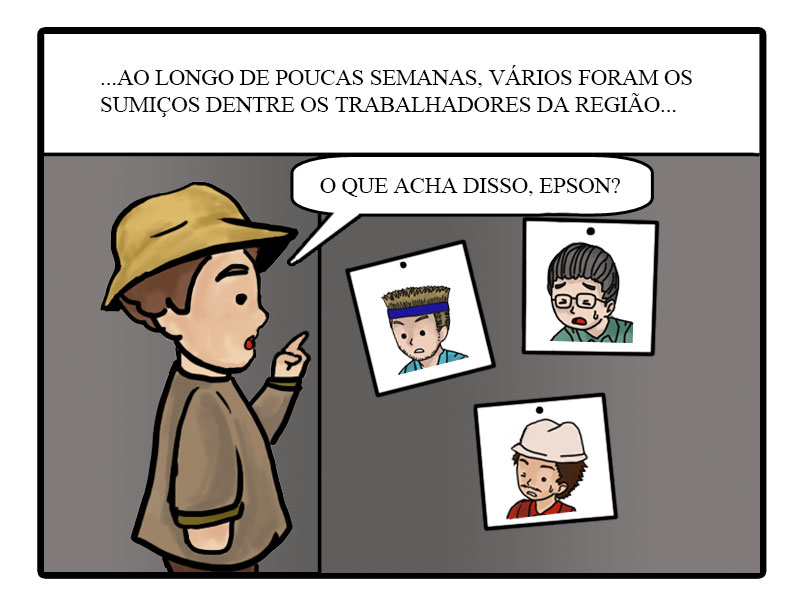 ...AO LONGO DE POUCAS SEMANAS, VÁRIOS FORAM OS
SUMIÇOS DENTRE OS TRABALHADORES DA REGIÃO...
O QUE ACHA DISSO, EPSON?